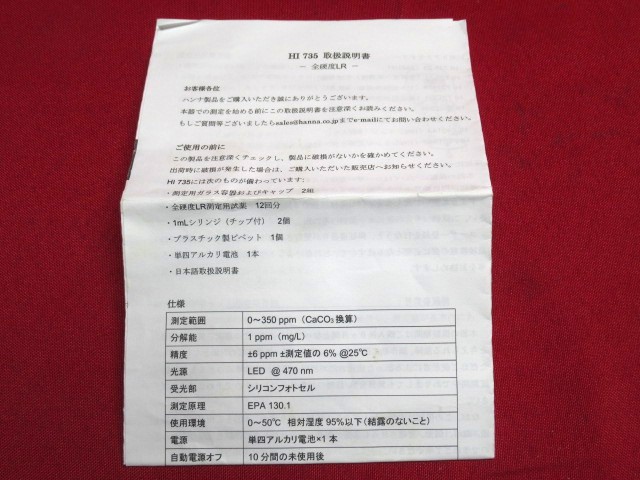 HI 735 取扱説明書
－ 全硬度LR －
お客様各位
ハンナ製品をご購入いただき誠にありがとうございます。
本器での測定を始める前にこの取扱説明書を注意深くお読みください。
もしご質問等ございましたらsales@hanna.co.jpまでe-mailにてお問い合わせください。
ご使用の前に
この製品を注意深くチェックし、製品に破損がないかを確かめてください。
出荷時に破損が発生した場合は、ご購入いただいた販売店へお知らせください。
HI 735には次のものが備わっています：
・測定用ガラス容器およびキャップ 2組
・全硬度LR測定用試薬 12回分
・1mLシリンジ（チップ付） 2個
・プラスチック製ピペット 1個
・単四アルカリ電池 1本
・日本語取扱説明書
仕様
測定範囲 0～350 ppm（CaCO₃換算）
分解能 1 ppm（mg/L）
精度 ±6 ppm ±測定値の 6% @25℃
光源 LED @ 470 nm
受光部 シリコンフォトセル
測定原理 EPA 130.1
使用環境 0～50℃ 相対湿度 95%以下（結露のないこと）
電源 単四アルカリ電池×1 本
自動電源オフ 10 分間の未使用後